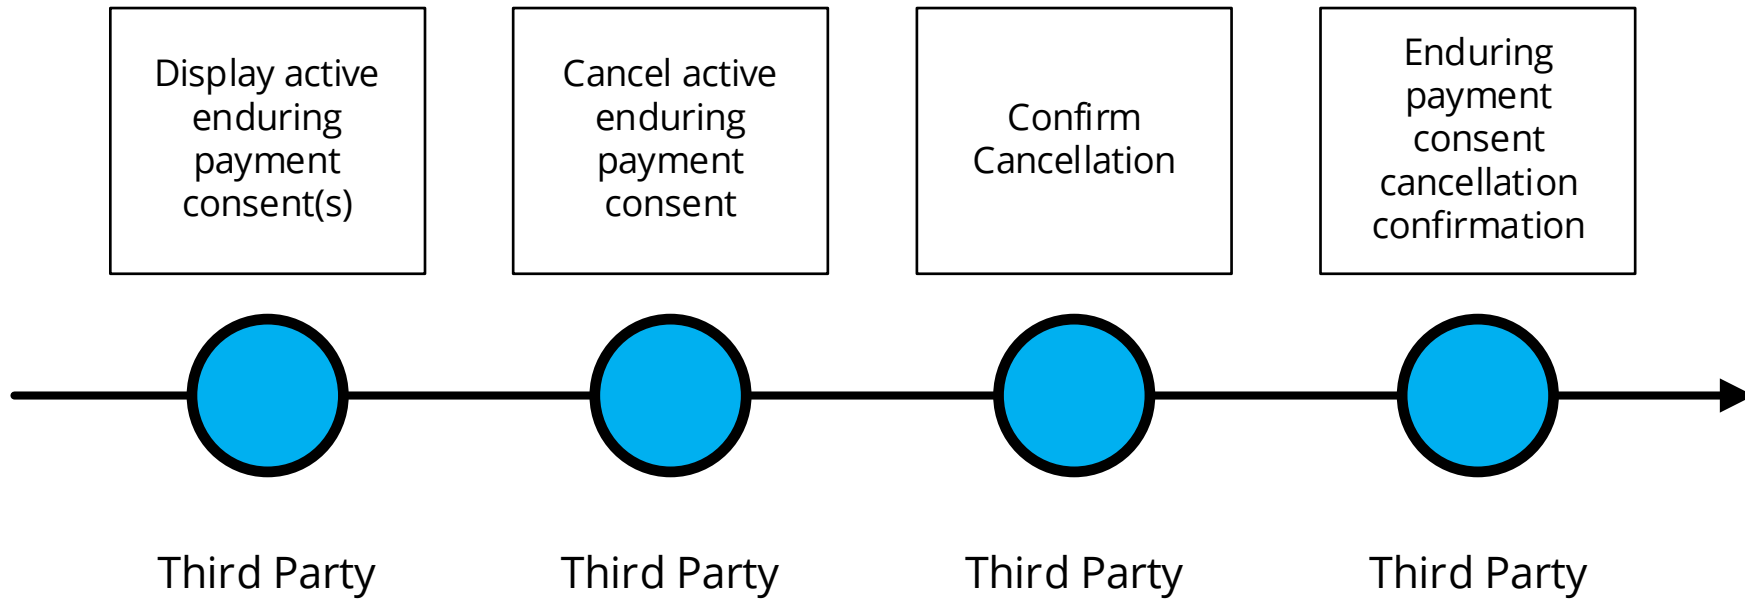 Display active
enduring
payment
consent(s)
Cancel active
enduring
payment
consent
Confirm
Cancellation
Enduring
payment
consent
cancellation
confirmation
Third Party
Third Party
Third Party
Third Party